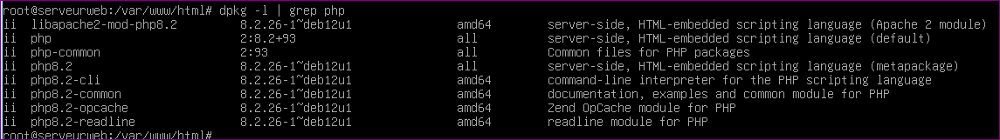 root@serveurweb:/var/www/html# dpkg -l | grep php
ii  libapache2-mod-php8.2  8.2.26-1~deb12u1  amd64  server-side, HTML-embedded scripting language (Apache 2 module)
ii  php  2:8.2+93  all  server-side, HTML-embedded scripting language (default)
ii  php-common  2:93  all  Common files for PHP packages
ii  php8.2  8.2.26-1~deb12u1  all  server-side, HTML-embedded scripting language (metapackage)
ii  php8.2-cli  8.2.26-1~deb12u1  amd64  command-line interpreter for the PHP scripting language
ii  php8.2-common  8.2.26-1~deb12u1  amd64  documentation, examples and common module for PHP
ii  php8.2-opcache  8.2.26-1~deb12u1  amd64  Zend OpCache module for PHP
ii  php8.2-readline  8.2.26-1~deb12u1  amd64  readline module for PHP
root@serveurweb:/var/www/html#